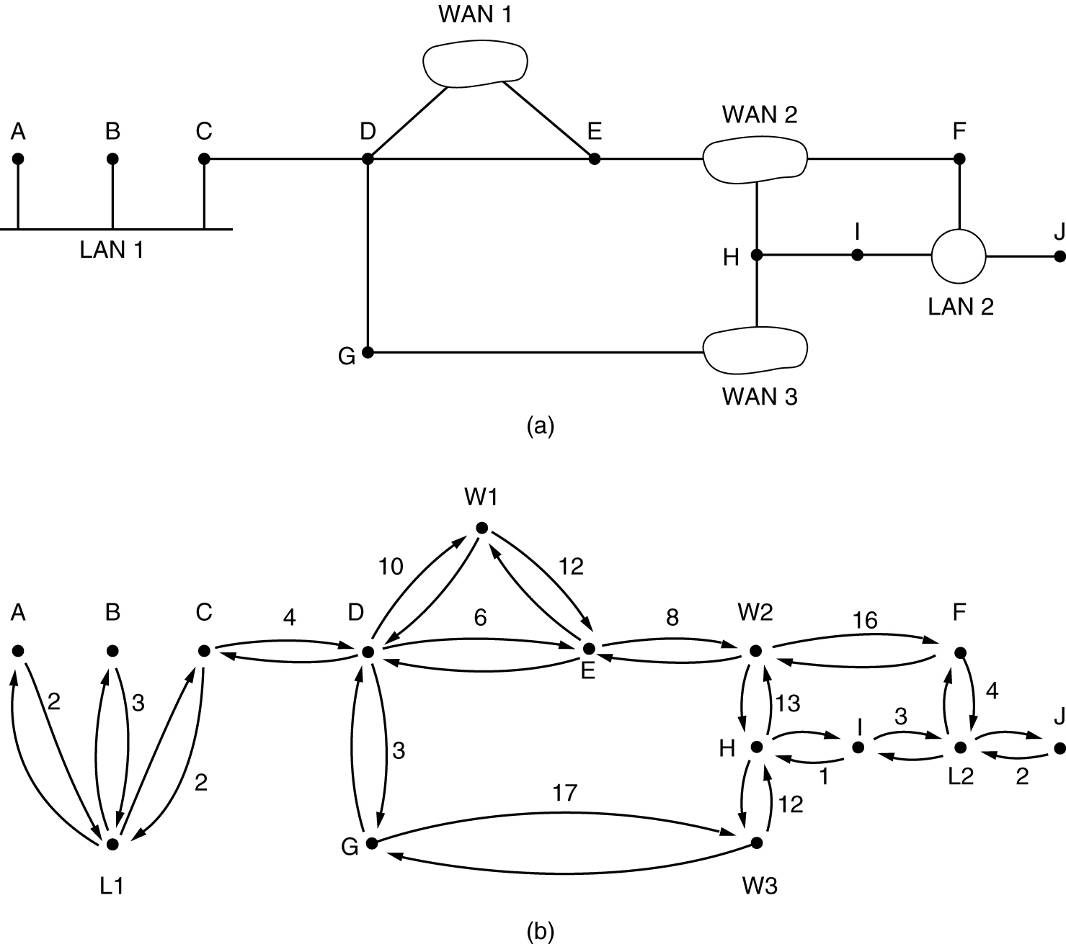 WAN 1
WAN 2
A B C D E F
LAN 1
H I J
LAN 2
G
WAN 3
(a)
W1
10 12
A B C D W2 F
4 6 8 16
E
2 3 13 4
H I 3 J
3 1 L2 2
2
17 12
G
L1 W3
(b)